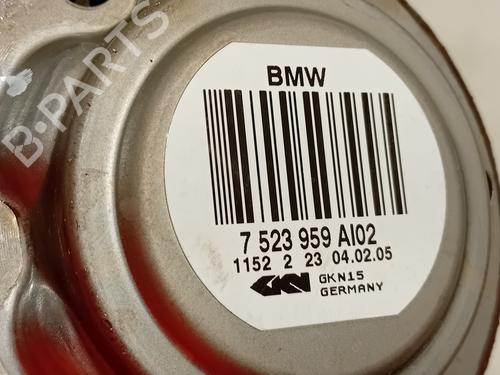 B-PARTS
BMW
7 523 959 AI02
1152 2 23 04.02.05
GKN GKN15
GERMANY